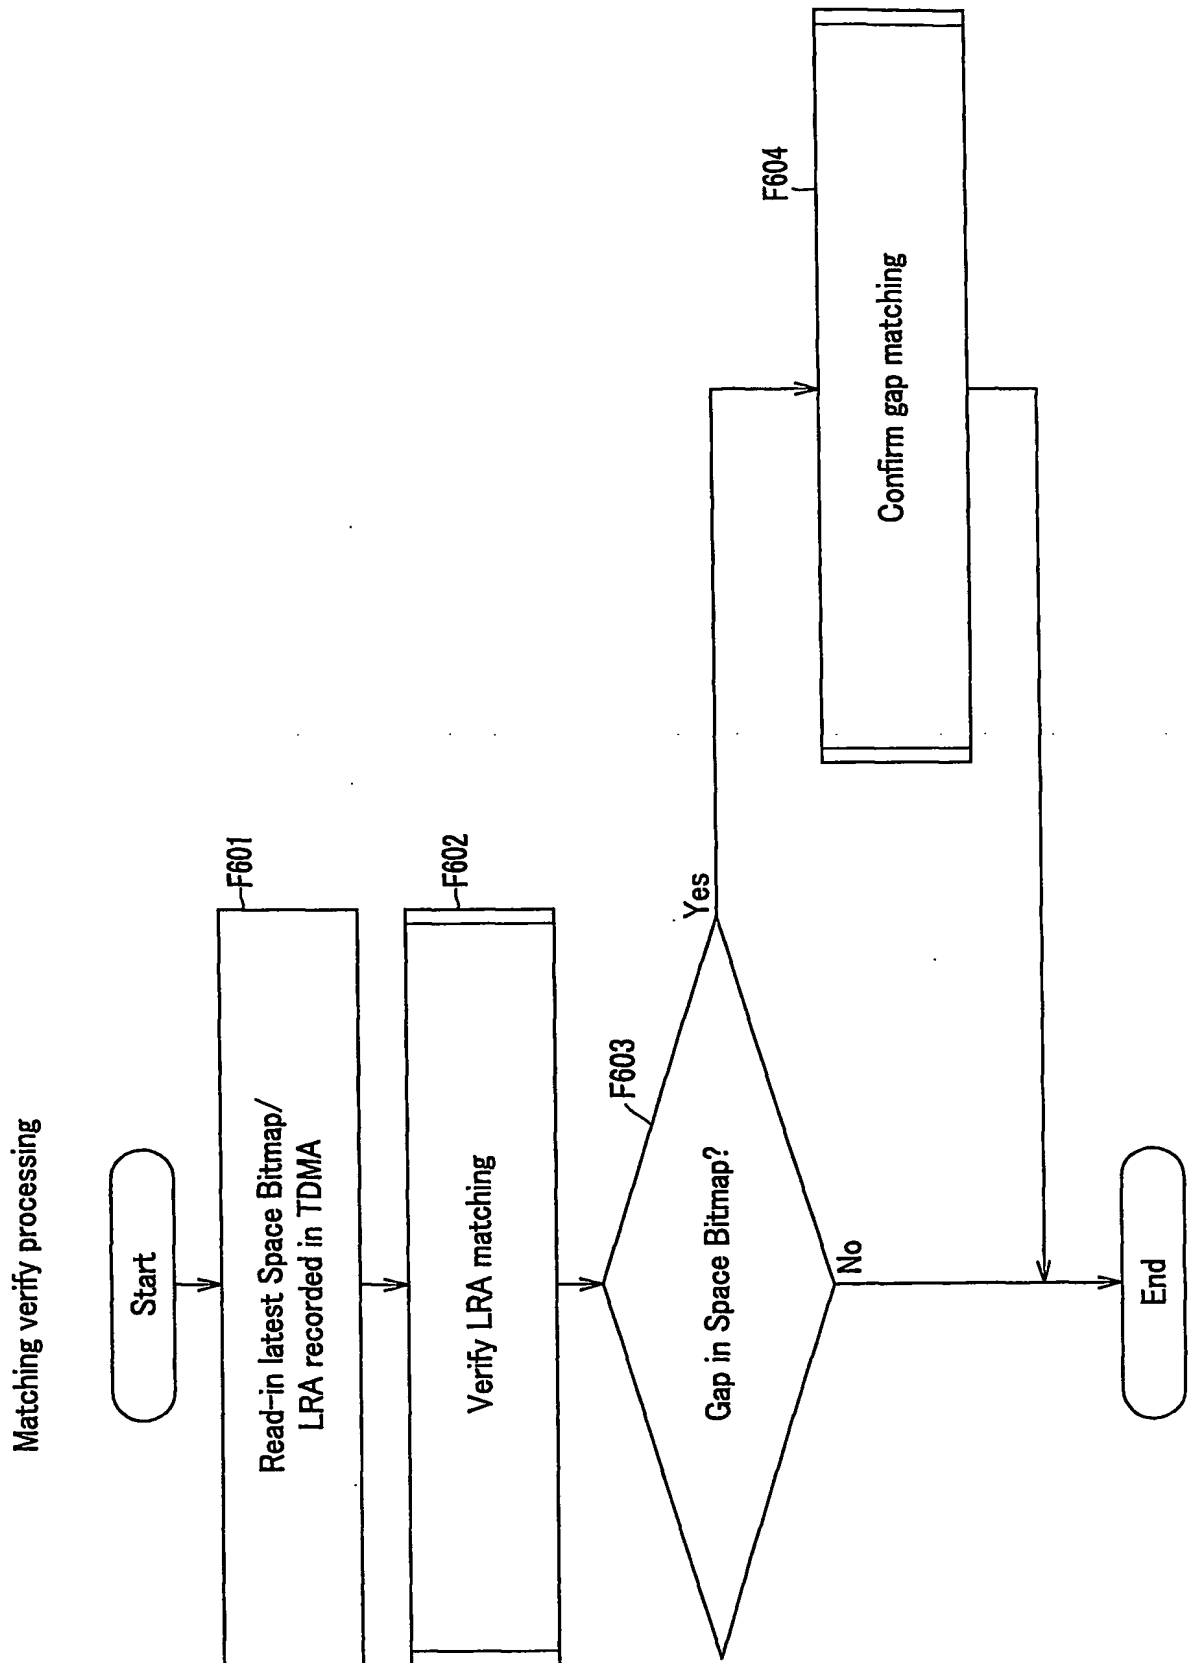 Matching verify processing
Start
F601
Read-in latest Space Bitmap/
LRA recorded in TDMA
F602
Verify LRA matching
F603
Gap in Space Bitmap?
Yes
No
F604
Confirm gap matching
End